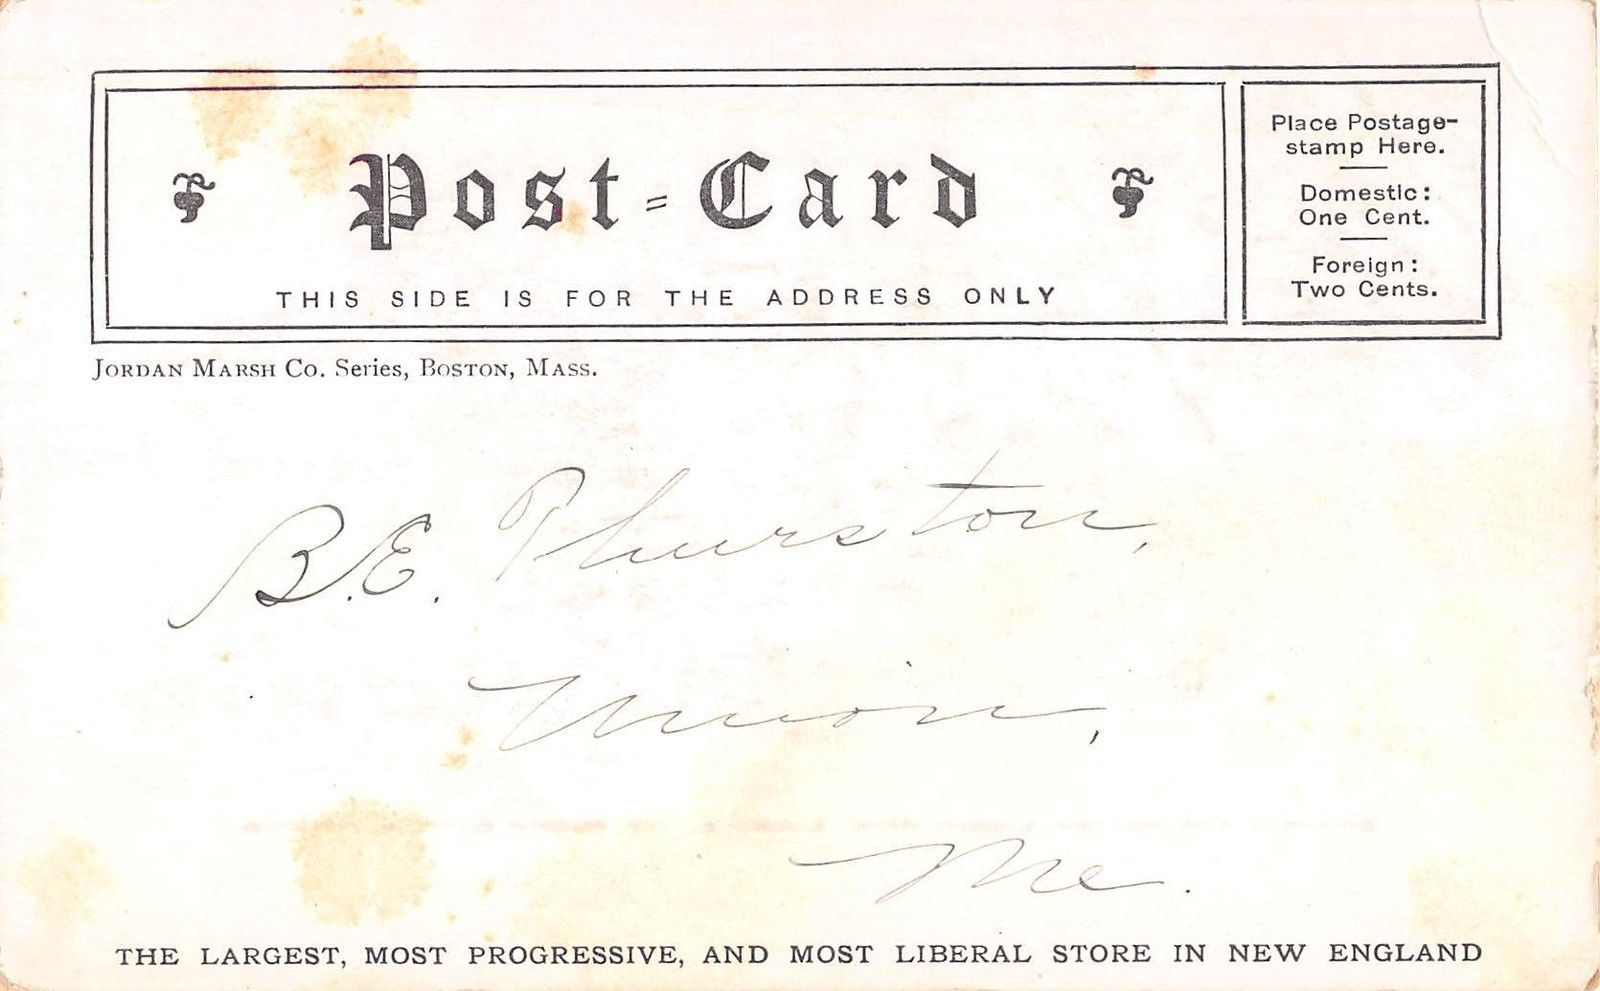 Post-Card
THIS SIDE IS FOR THE ADDRESS ONLY
Place Postage-
stamp Here.
Domestic:
One Cent.
Foreign:
Two Cents.
JORDAN MARSH CO. Series, BOSTON, MASS.
B.E. Thurston,
Union,
Me.
THE LARGEST, MOST PROGRESSIVE, AND MOST LIBERAL STORE IN NEW ENGLAND